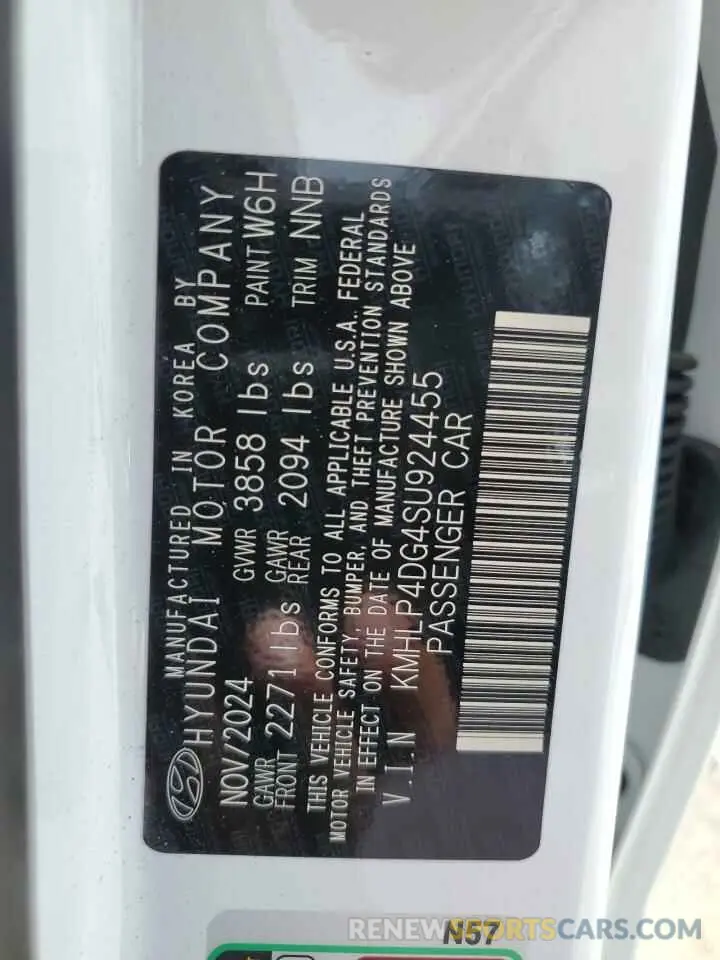 MANUFACTURED IN KOREA BY
HYUNDAI MOTOR COMPANY
NOV/2024 GVWR 3858 lbs PAINT W6H
GAWR FRONT 2271 lbs GAWR REAR 2094 lbs TRIM NNB
THIS VEHICLE CONFORMS TO ALL APPLICABLE U.S.A. FEDERAL
MOTOR VEHICLE SAFETY, BUMPER, AND THEFT PREVENTION STANDARDS
IN EFFECT ON THE DATE OF MANUFACTURE SHOWN ABOVE
V.I.N KMHLP4DG4SU924455
PASSENGER CAR
N57
RENEWSPORTSCARS.COM